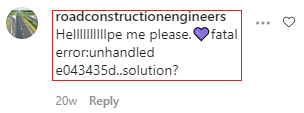 roadconstructionengineers
Hellllllllllpe me please.💜fatal
error:unhandled
e043435d..solution?
20w Reply